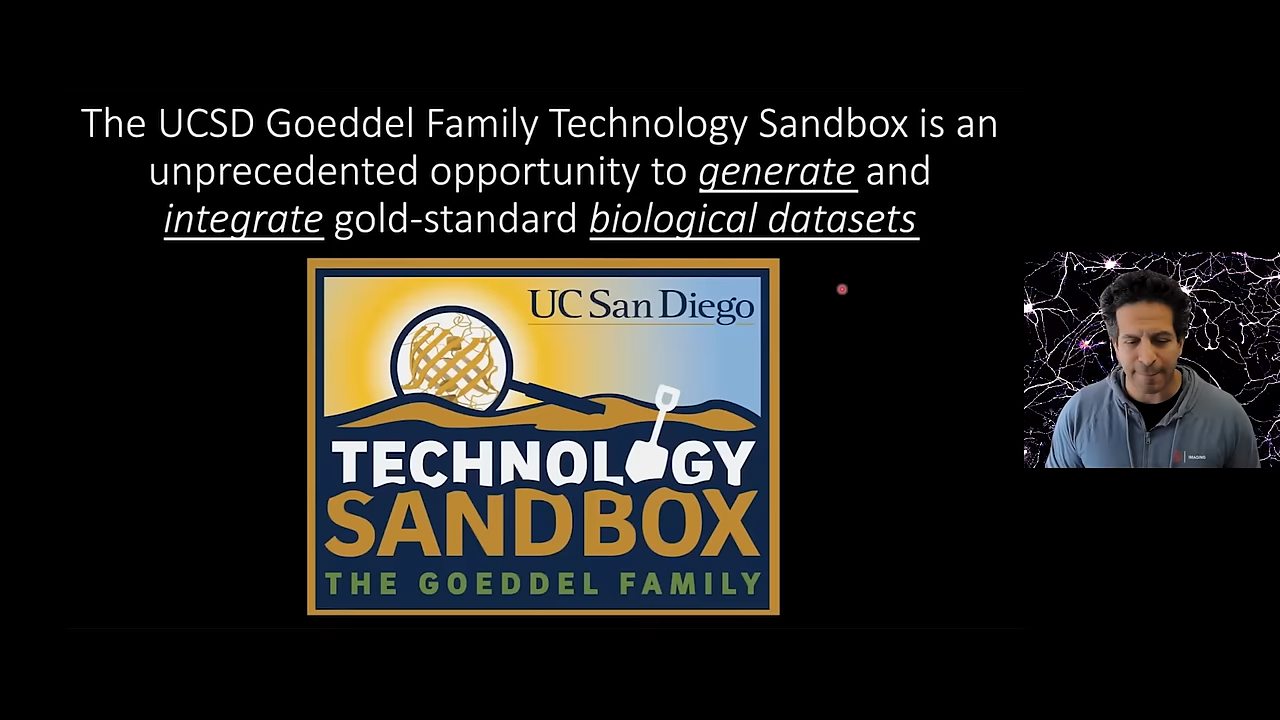 The UCSD Goeddel Family Technology Sandbox is an
unprecedented opportunity to generate and
integrate gold-standard biological datasets
UC San Diego
TECHNOLOGY
SANDBOX
THE GOEDDEL FAMILY
IMAGING